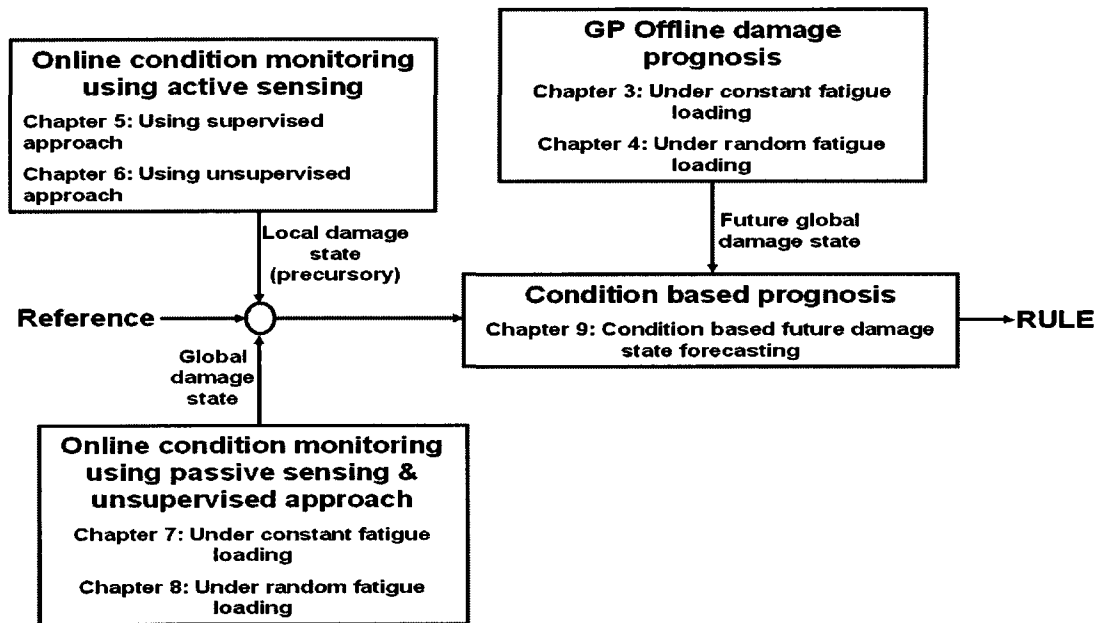 Online condition monitoring
using active sensing
Chapter 5: Using supervised
approach
Chapter 6: Using unsupervised
approach
GP Offline damage
prognosis
Chapter 3: Under constant fatigue
loading
Chapter 4: Under random fatigue
loading
Local damage
state
(precursory)
Future global
damage state
Reference
Condition based prognosis
Chapter 9: Condition based future damage
state forecasting
RULE
Global
damage
state
Online condition monitoring
using passive sensing &
unsupervised approach
Chapter 7: Under constant fatigue
loading
Chapter 8: Under random fatigue
loading